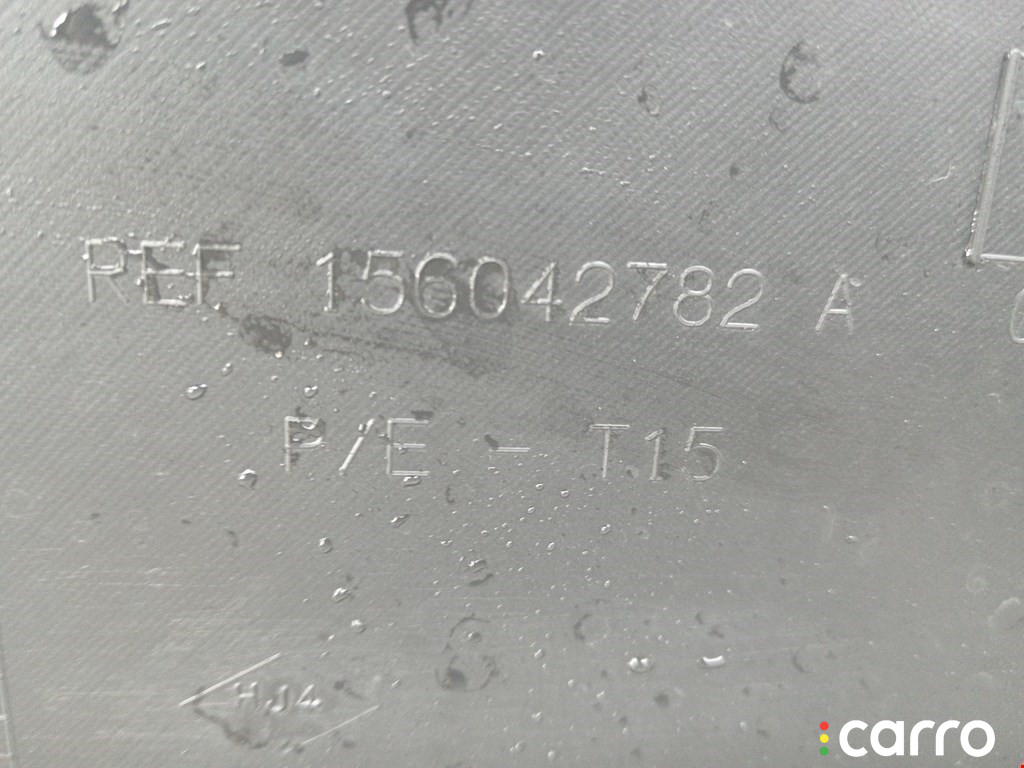 REF 156042782 A
P/E - T15
HJ4
carro